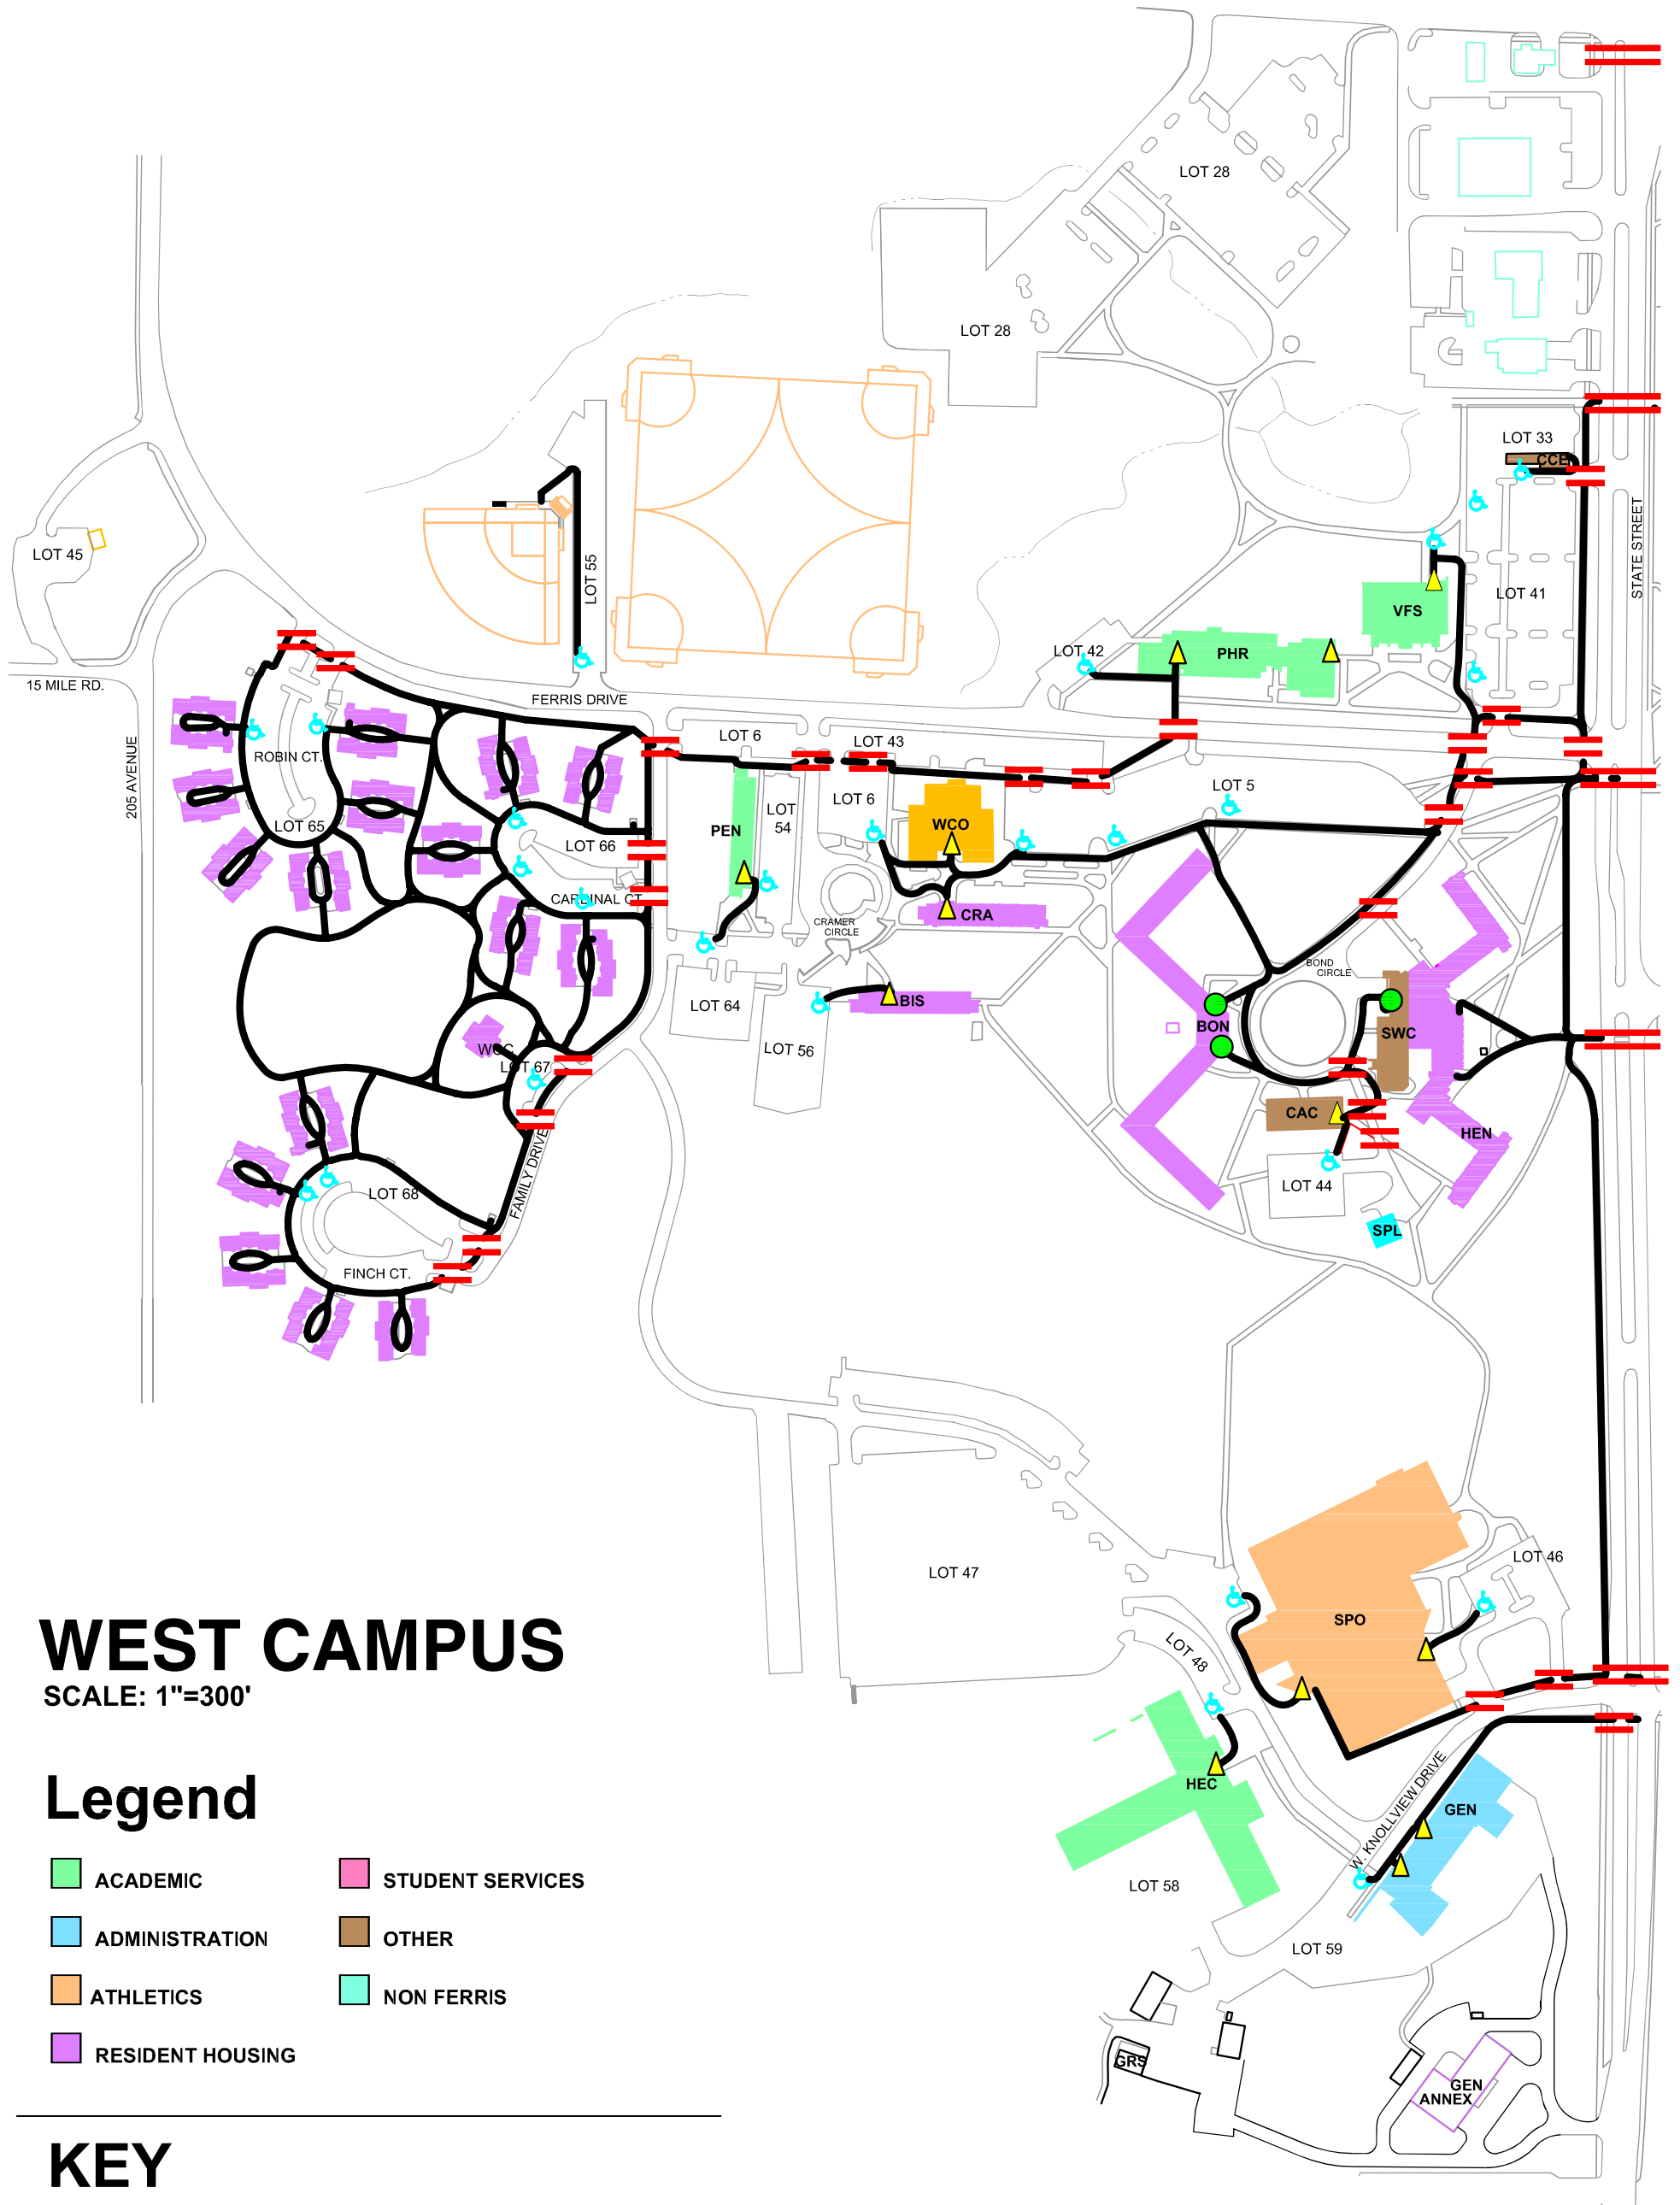 LOT 28
LOT 28
LOT 33
CCE
STATE STREET
LOT 45
LOT 55
LOT 41
VFS
LOT 42
PHR
15 MILE RD.
FERRIS DRIVE
205 AVENUE
ROBIN CT.
LOT 6
LOT 43
LOT 5
LOT 6
LOT
54
LOT 65
LOT 66
PEN
WCO
CARDINAL CT.
CRA
CRAMER
CIRCLE
BOND
CIRCLE
LOT 64
BIS
BON
SWC
LOT 56
WCC
LOT 67
CAC
HEN
FAMILY DRIVE
LOT 68
LOT 44
SPL
FINCH CT.
LOT 47
LOT 46
SPO
LOT 48
WEST CAMPUS
SCALE: 1"=300'
HEC
W. KNOLLVIEW DRIVE
GEN
LOT 58
LOT 59
GRS
GEN
ANNEX
Legend
ACADEMIC
STUDENT SERVICES
ADMINISTRATION
OTHER
ATHLETICS
NON FERRIS
RESIDENT HOUSING
KEY